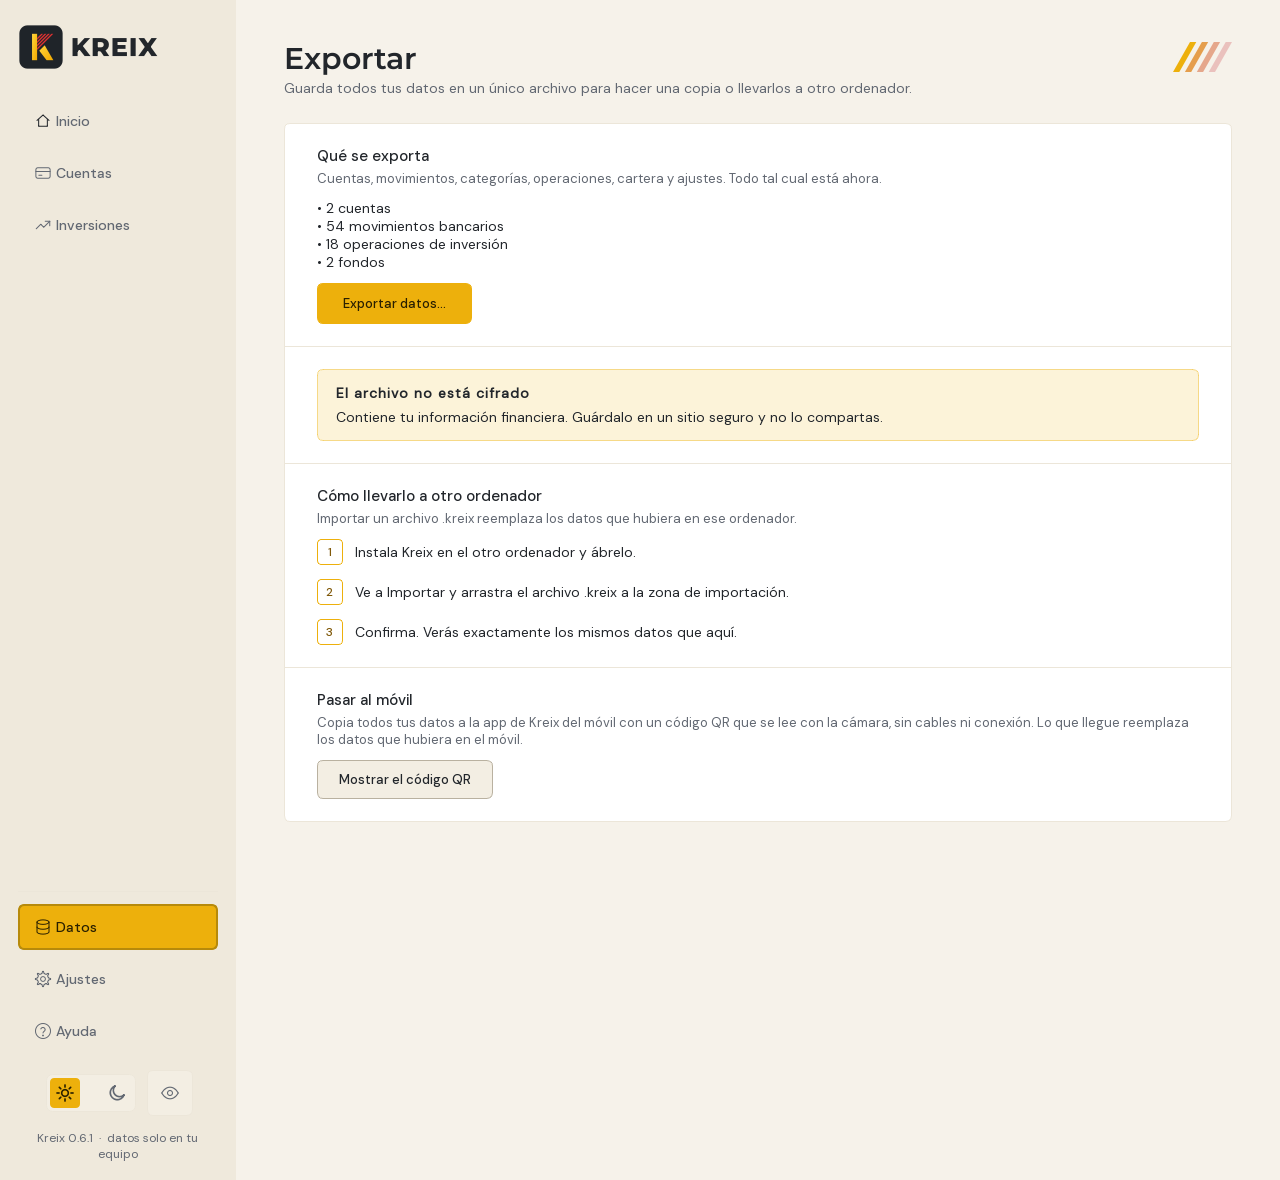 KREIX
Inicio
Cuentas
Inversiones
Datos
Ajustes
Ayuda
Kreix 0.6.1 · datos solo en tu
equipo
Exportar
Guarda todos tus datos en un único archivo para hacer una copia o llevarlos a otro ordenador.
Qué se exporta
Cuentas, movimientos, categorías, operaciones, cartera y ajustes. Todo tal cual está ahora.
• 2 cuentas
• 54 movimientos bancarios
• 18 operaciones de inversión
• 2 fondos
Exportar datos...
El archivo no está cifrado
Contiene tu información financiera. Guárdalo en un sitio seguro y no lo compartas.
Cómo llevarlo a otro ordenador
Importar un archivo .kreix reemplaza los datos que hubiera en ese ordenador.
1 Instala Kreix en el otro ordenador y ábrelo.
2 Ve a Importar y arrastra el archivo .kreix a la zona de importación.
3 Confirma. Verás exactamente los mismos datos que aquí.
Pasar al móvil
Copia todos tus datos a la app de Kreix del móvil con un código QR que se lee con la cámara, sin cables ni conexión. Lo que llegue reemplaza
los datos que hubiera en el móvil.
Mostrar el código QR